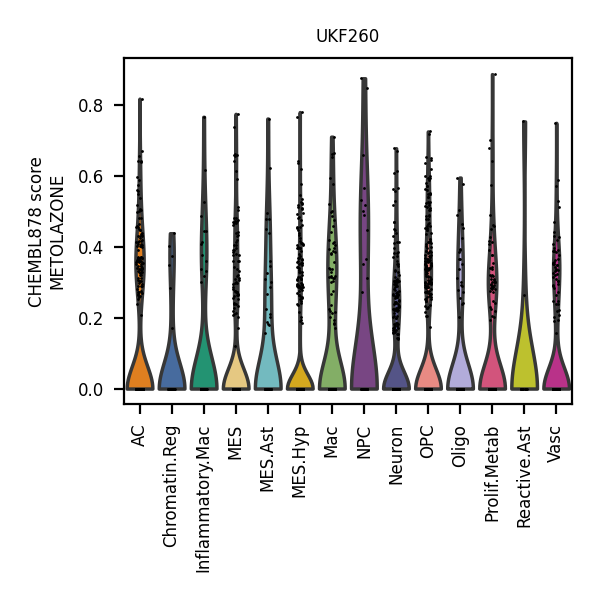 UKF260
CHEMBL878 score
METOLAZONE
0.8
0.6
0.4
0.2
0.0
AC
Chromatin.Reg
Inflammatory.Mac
MES
MES.Ast
MES.Hyp
Mac
NPC
Neuron
OPC
Oligo
Prolif.Metab
Reactive.Ast
Vasc